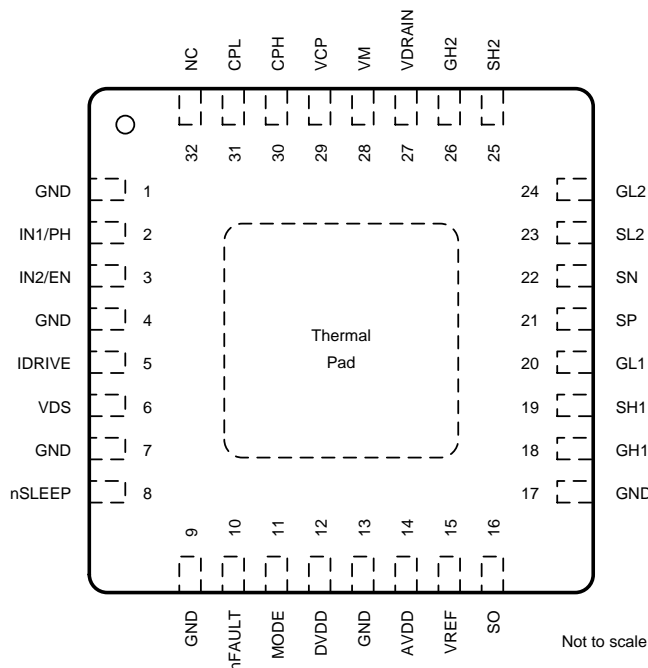 NC
CPL
CPH
VCP
VM
VDRAIN
GH2
SH2
32
31
30
29
28
27
26
25
GND 1
IN1/PH 2
IN2/EN 3
GND 4
IDRIVE 5
VDS 6
GND 7
nSLEEP 8
24 GL2
23 SL2
22 SN
21 SP
20 GL1
19 SH1
18 GH1
17 GND
Thermal
Pad
9
10
11
12
13
14
15
16
GND
nFAULT
MODE
DVDD
GND
AVDD
VREF
SO
Not to scale